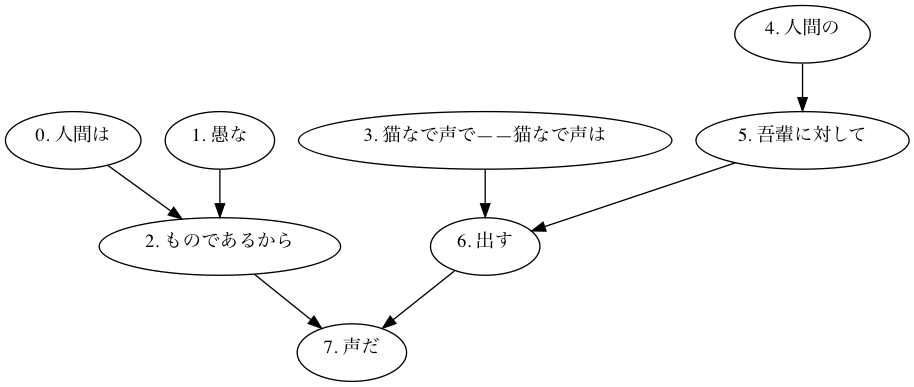 4. 人間の
0. 人間は
1. 愚な
3. 猫なで声で——猫なで声は
5. 吾輩に対して
2. ものであるから
6. 出す
7. 声だ